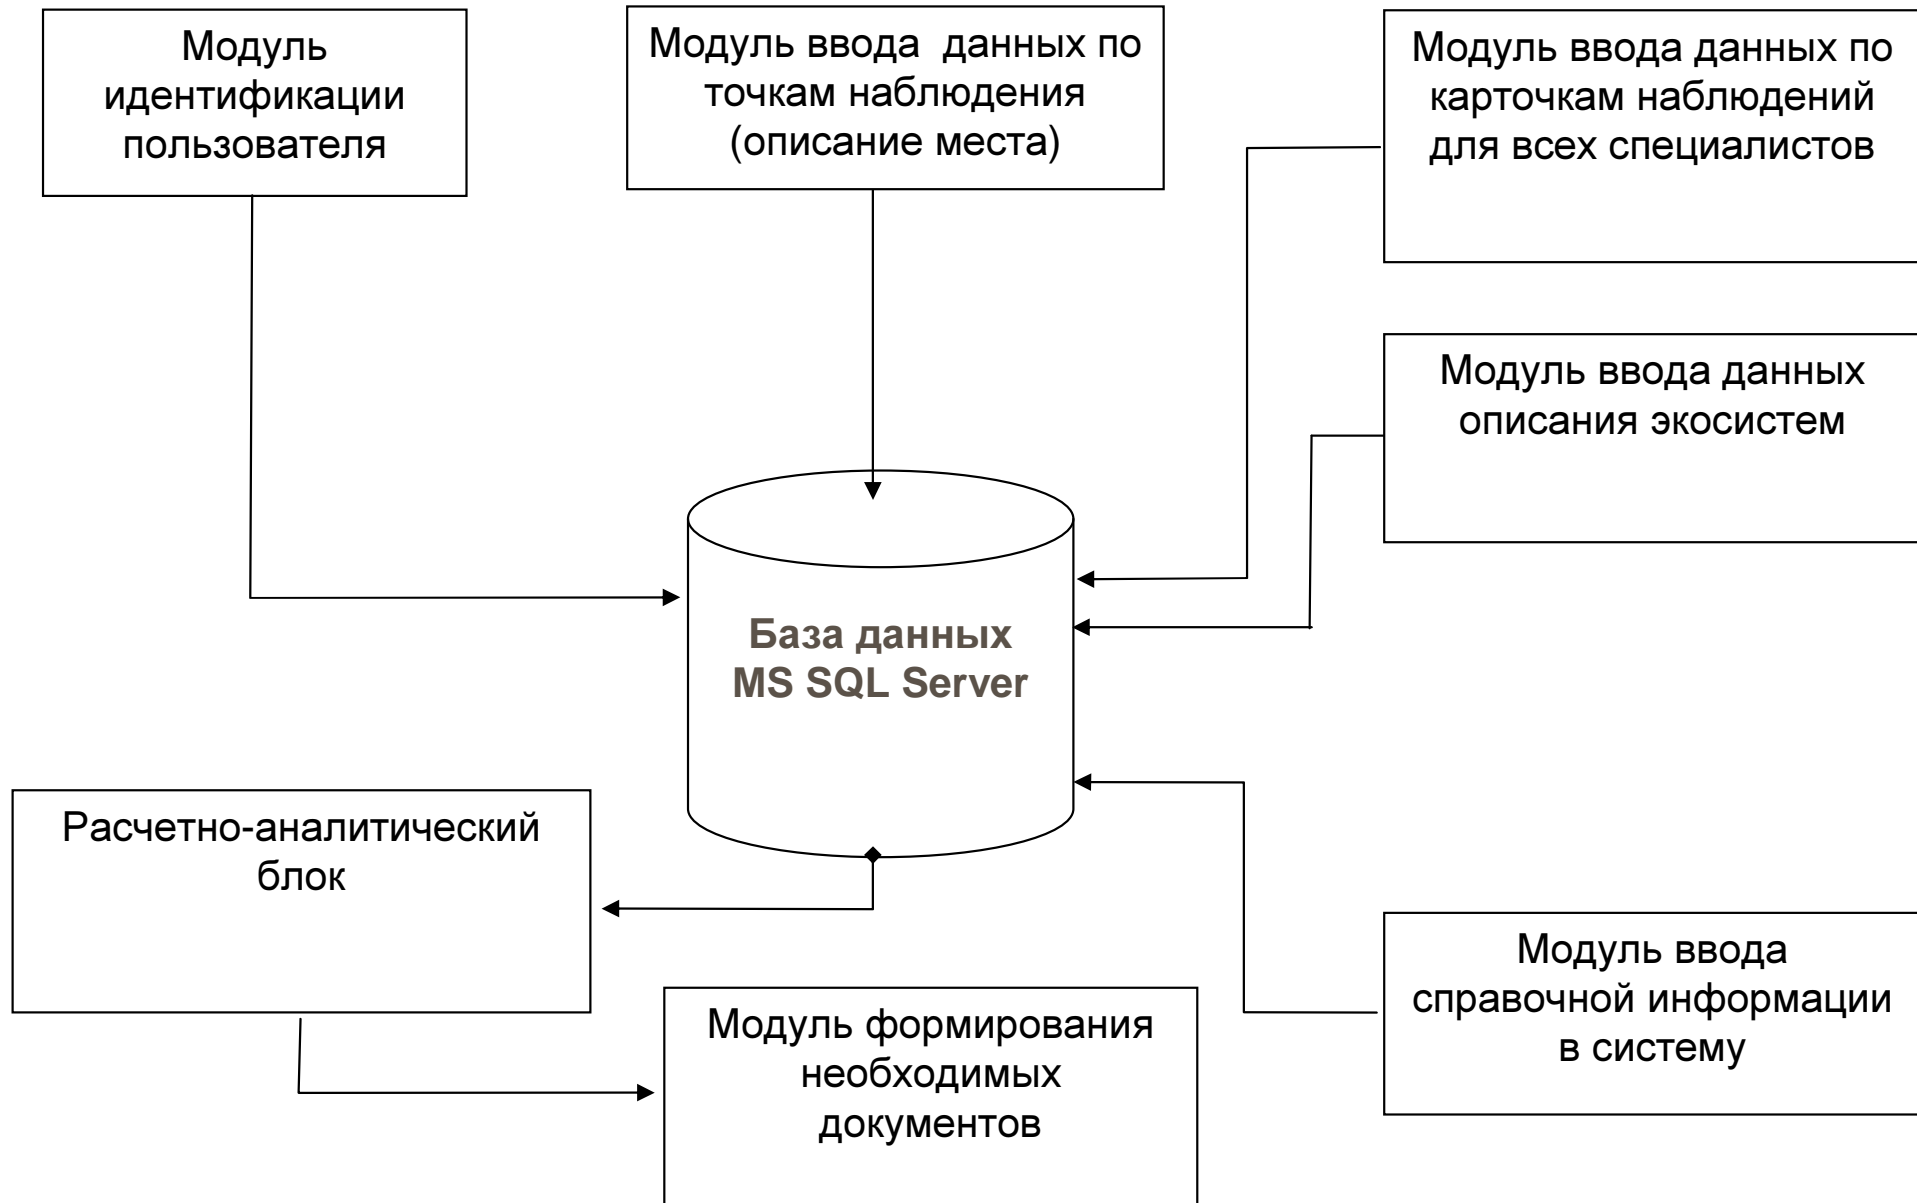 Модуль
идентификации
пользователя
Модуль ввода  данных по
точкам наблюдения
(описание места)
Модуль ввода данных по
карточкам наблюдений
для всех специалистов
Модуль ввода данных
описания экосистем
База данных
MS SQL Server
Расчетно-аналитический
блок
Модуль формирования
необходимых
документов
Модуль ввода
справочной информации
в систему